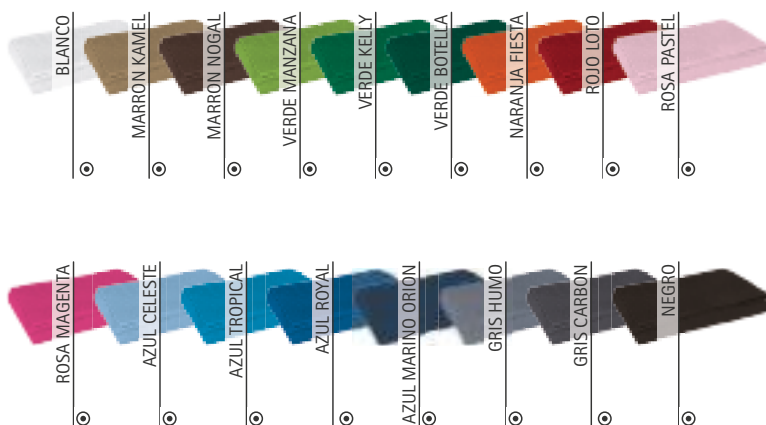 BLANCO
MARRON KAMEL
MARRON NOGAL
VERDE MANZANA
VERDE KELLY
VERDE BOTELLA
NARANJA FIESTA
ROJO LOTO
ROSA PASTEL
ROSA MAGENTA
AZUL CELESTE
AZUL TROPICAL
AZUL ROYAL
AZUL MARINO ORION
GRIS HUMO
GRIS CARBON
NEGRO